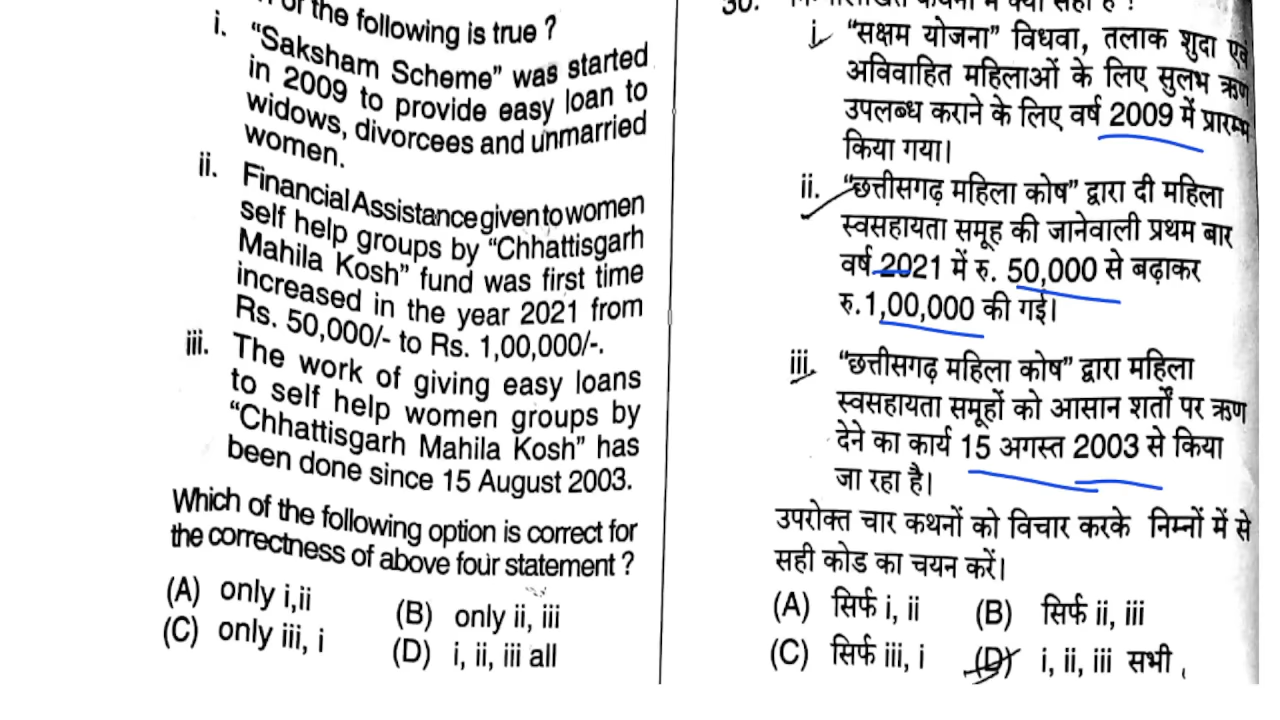 of the following is true ?
i. "Saksham Scheme" was started
in 2009 to provide easy loan to
widows, divorcees and unmarried
women.
ii. Financial Assistance given to women
self help groups by "Chhattisgarh
Mahila Kosh" fund was first time
increased in the year 2021 from
Rs. 50,000/- to Rs. 1,00,000/-.
iii. The work of giving easy loans
to self help women groups by
"Chhattisgarh Mahila Kosh" has
been done since 15 August 2003.
Which of the following option is correct for
the correctness of above four statement ?
(A) only i,ii
(B) only ii, iii
(C) only iii, i
(D) i, ii, iii all
30.
i. "सक्षम योजना" विधवा, तलाक शुदा एवं
अविवाहित महिलाओं के लिए सुलभ ऋण
उपलब्ध कराने के लिए वर्ष 2009 में प्रारम्भ
किया गया।
ii. "छत्तीसगढ़ महिला कोष" द्वारा दी महिला
स्वसहायता समूह की जानेवाली प्रथम बार
वर्ष 2021 में रु. 50,000 से बढ़ाकर
रु.1,00,000 की गई।
iii. "छत्तीसगढ़ महिला कोष" द्वारा महिला
स्वसहायता समूहों को आसान शर्तों पर ऋण
देने का कार्य 15 अगस्त 2003 से किया
जा रहा है।
उपरोक्त चार कथनों को विचार करके निम्नों में से
सही कोड का चयन करें।
(A) सिर्फ i, ii (B) सिर्फ ii, iii
(C) सिर्फ iii, i (D) i, ii, iii सभी